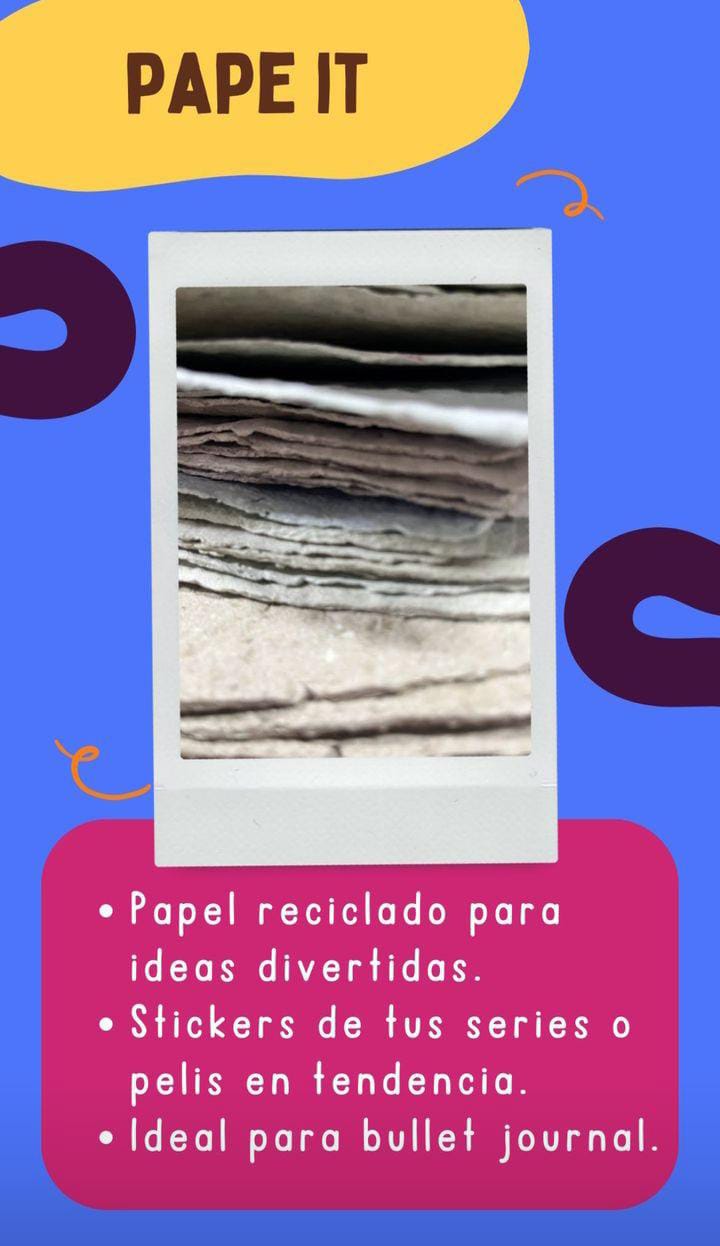 PAPE IT
• Papel reciclado para
ideas divertidas.
• Stickers de tus series o
pelis en tendencia.
• Ideal para bullet journal.